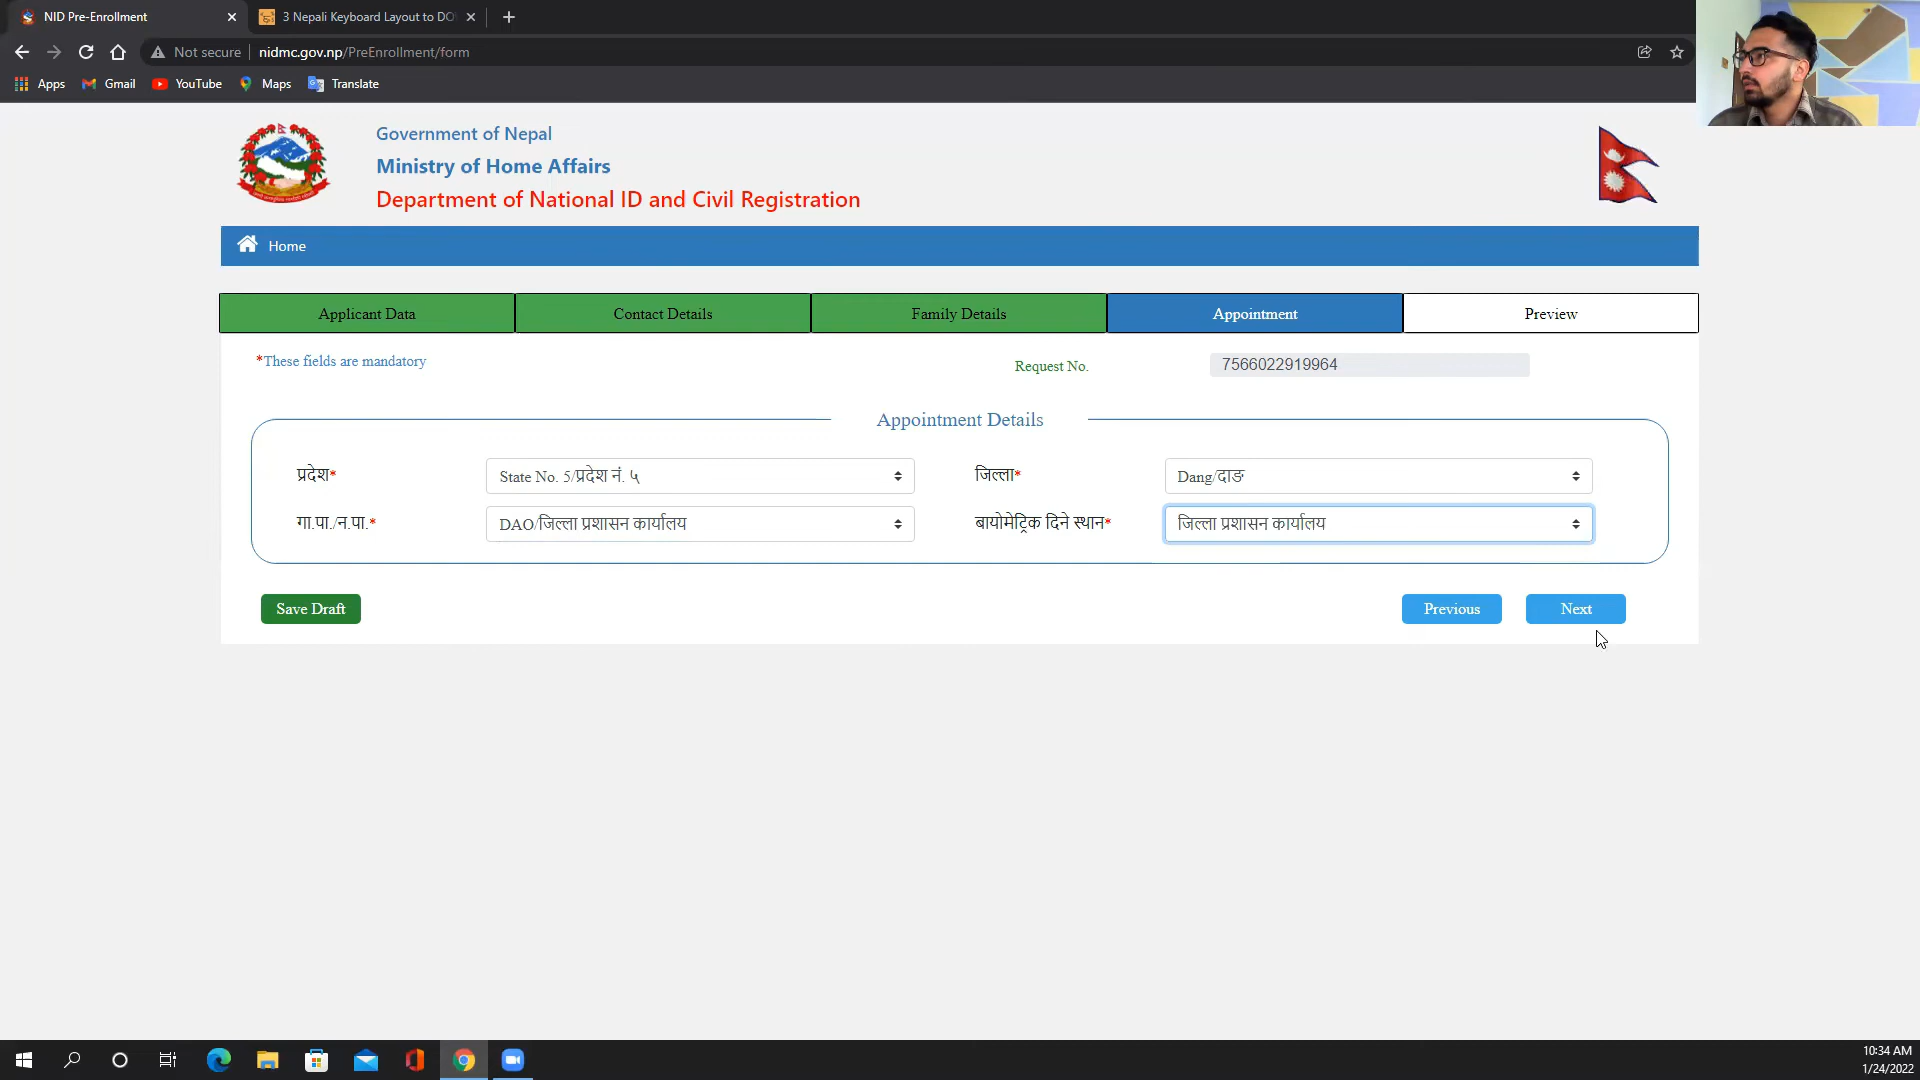 NID Pre-Enrollment
3 Nepali Keyboard Layout to DO
Not secure
nidmc.gov.np/PreEnrollment/form
Apps
Gmail
YouTube
Maps
Translate
Government of Nepal
Ministry of Home Affairs
Department of National ID and Civil Registration
Home
Applicant Data
Contact Details
Family Details
Appointment
Preview
*These fields are mandatory
Request No.
7566022919964
Appointment Details
प्रदेश*
State No. 5/प्रदेश नं. ५
जिल्ला*
Dang/दाङ
गा.पा./न.पा.*
DAO/जिल्ला प्रशासन कार्यालय
बायोमेट्रिक दिने स्थान*
जिल्ला प्रशासन कार्यालय
Save Draft
Previous
Next
10:34 AM
1/24/2022